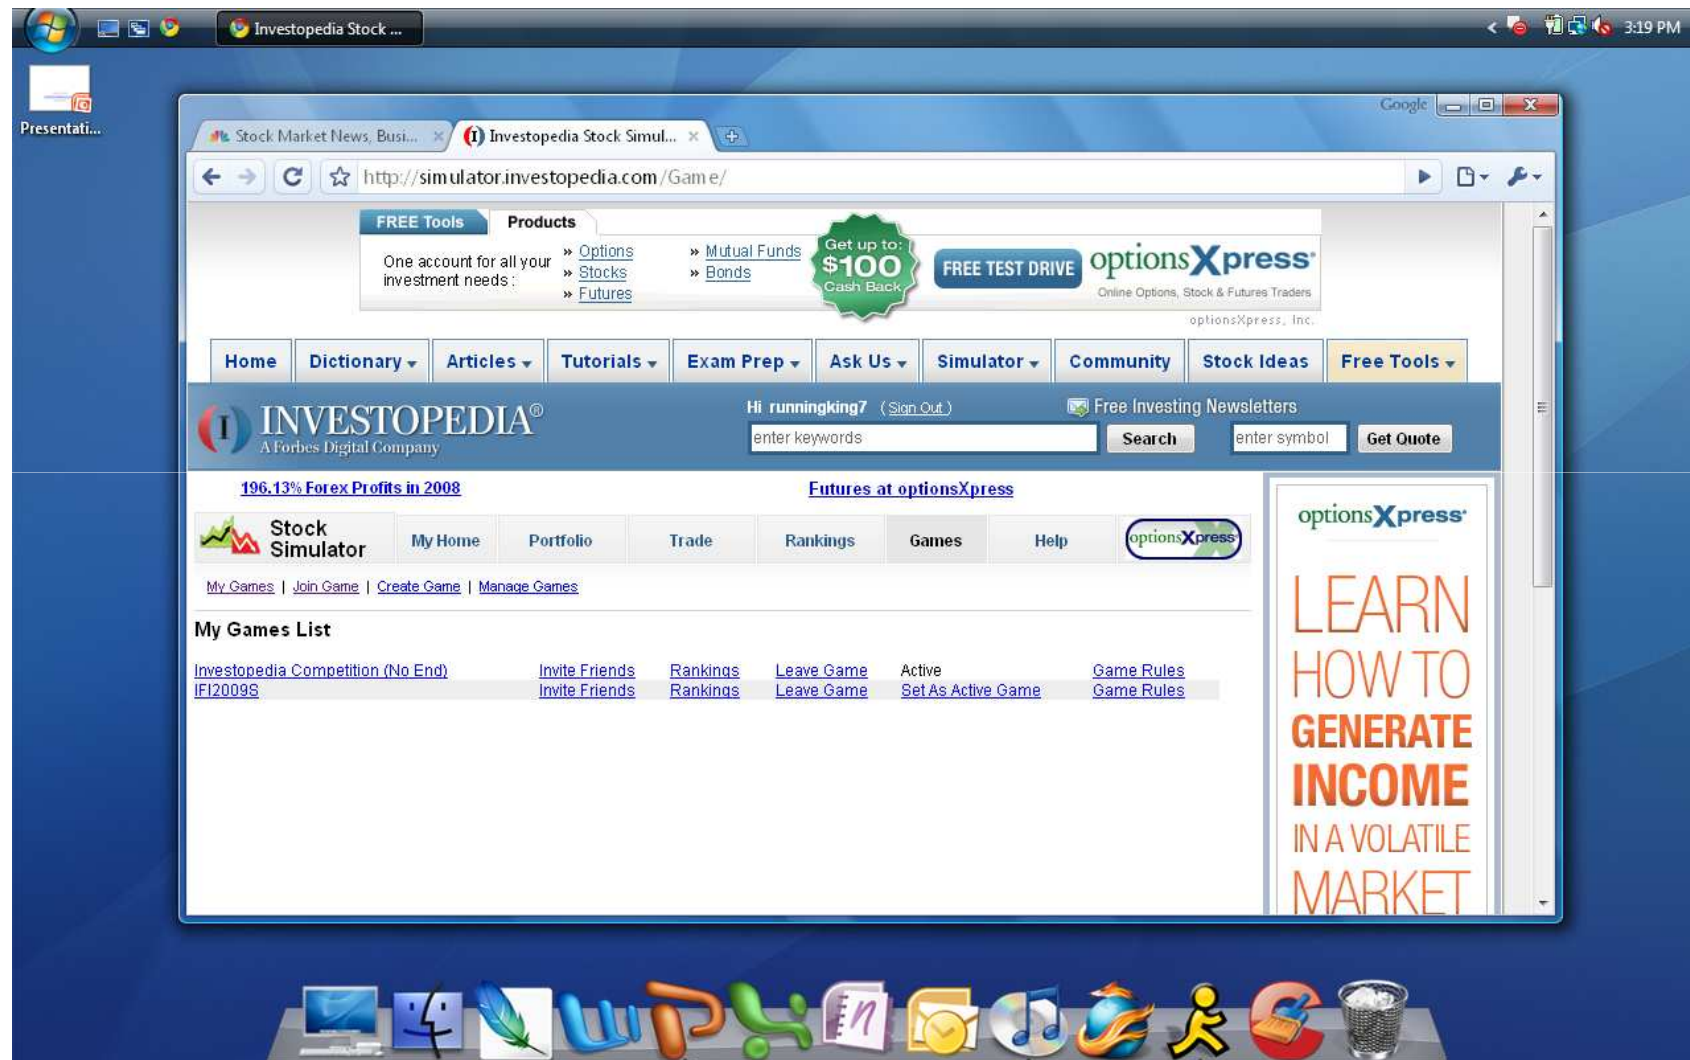 Investopedia Stock ...
3:19 PM
Presentati...
Google
Stock Market News, Busi...
(I) Investopedia Stock Simul...
http://simulator.investopedia.com/Game/
FREE Tools Products
One account for all your investment needs :
» Options
» Stocks
» Futures
» Mutual Funds
» Bonds
Get up to:
$100
Cash Back
FREE TEST DRIVE
optionsXpress®
Online Options, Stock & Futures Traders
optionsXpress, Inc.
Home Dictionary Articles Tutorials Exam Prep Ask Us Simulator Community Stock Ideas Free Tools
(I) INVESTOPEDIA®
A Forbes Digital Company
Hi runningking7 (Sign Out)
Free Investing Newsletters
enter keywords Search enter symbol Get Quote
196.13% Forex Profits in 2008 Futures at optionsXpress
Stock Simulator My Home Portfolio Trade Rankings Games Help optionsXpress
My Games | Join Game | Create Game | Manage Games
My Games List
Investopedia Competition (No End) Invite Friends Rankings Leave Game Active Game Rules
IFI2009S Invite Friends Rankings Leave Game Set As Active Game Game Rules
optionsXpress
LEARN
HOW TO
GENERATE
INCOME
IN A VOLATILE
MARKET